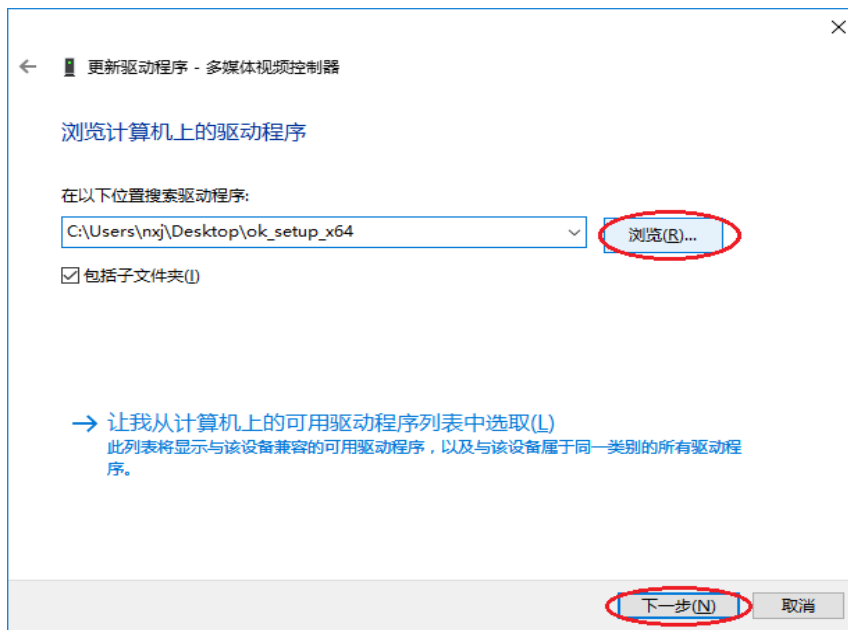 更新驱动程序 - 多媒体视频控制器
浏览计算机上的驱动程序
在以下位置搜索驱动程序:
C:\Users\nxj\Desktop\ok_setup_x64
浏览(R)...
包括子文件夹(I)
让我从计算机上的可用驱动程序列表中选取(L)
此列表将显示与该设备兼容的可用驱动程序，以及与该设备属于同一类别的所有驱动程
序。
下一步(N)
取消